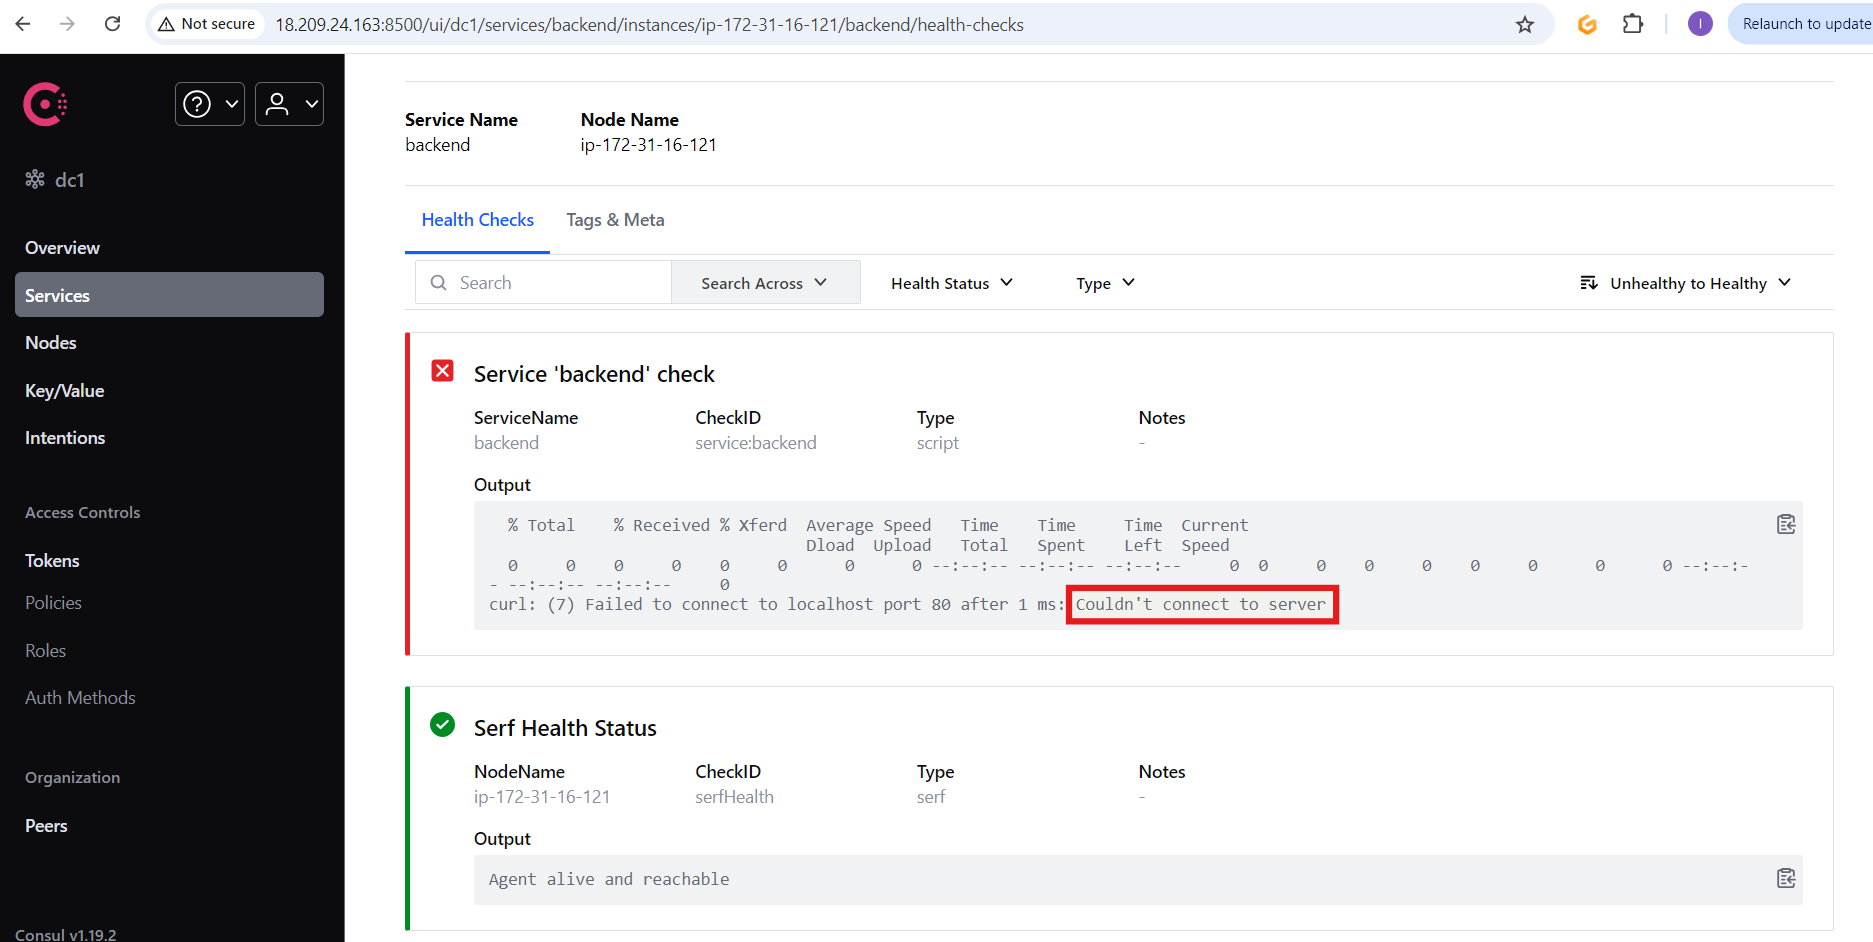 Not secure
18.209.24.163:8500/ui/dc1/services/backend/instances/ip-172-31-16-121/backend/health-checks
I
Relaunch to update
dc1
Overview
Services
Nodes
Key/Value
Intentions
Access Controls
Tokens
Policies
Roles
Auth Methods
Organization
Peers
Consul v1.19.2
Service Name Node Name
backend ip-172-31-16-121
Health Checks Tags & Meta
Search Search Across Health Status Type Unhealthy to Healthy
Service 'backend' check
ServiceName CheckID Type Notes
backend service:backend script -
Output
% Total % Received % Xferd Average Speed Time Time Time Current
Dload Upload Total Spent Left Speed
0 0 0 0 0 0 0 0 --:--:-- --:--:-- --:--:-- 0 0 0 0 0 0 0 0 0 --:--:-
- --:--:-- --:--:-- 0
curl: (7) Failed to connect to localhost port 80 after 1 ms: Couldn't connect to server
Serf Health Status
NodeName CheckID Type Notes
ip-172-31-16-121 serfHealth serf -
Output
Agent alive and reachable